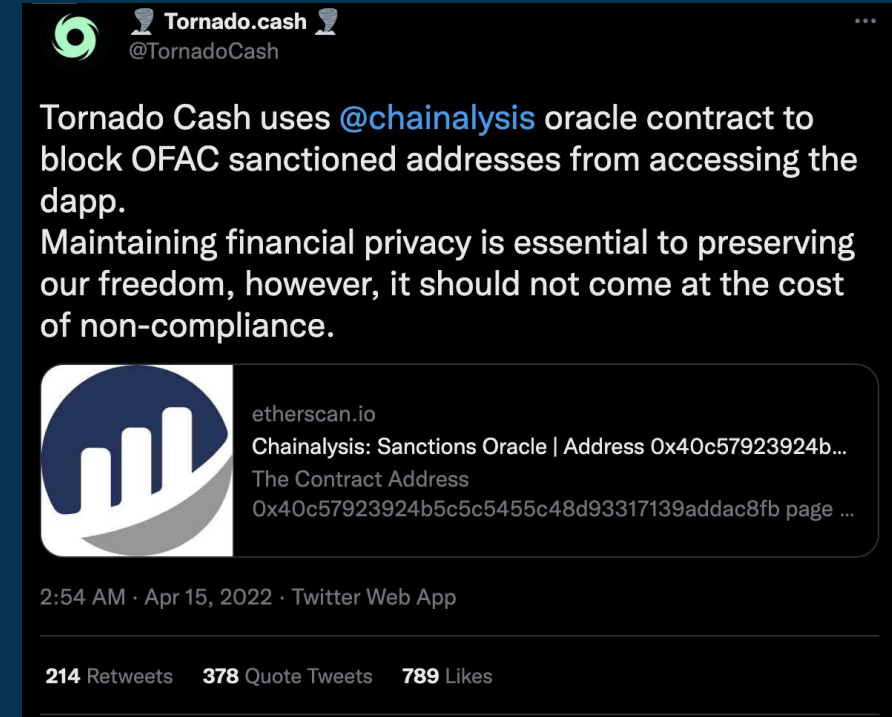 🌪️ Tornado.cash 🌪️
@TornadoCash
Tornado Cash uses @chainalysis oracle contract to
block OFAC sanctioned addresses from accessing the
dapp.
Maintaining financial privacy is essential to preserving
our freedom, however, it should not come at the cost
of non-compliance.
etherscan.io
Chainalysis: Sanctions Oracle | Address 0x40c57923924b...
The Contract Address
0x40c57923924b5c5c5455c48d93317139addac8fb page ...
2:54 AM · Apr 15, 2022 · Twitter Web App
214 Retweets 378 Quote Tweets 789 Likes